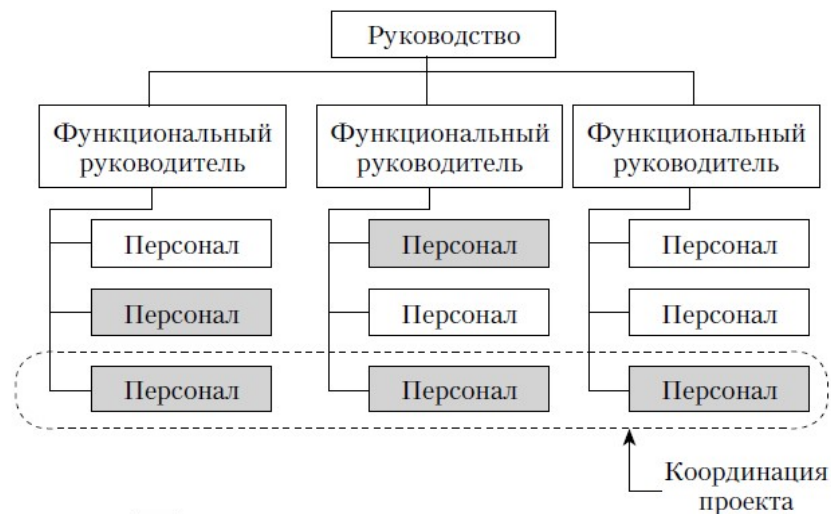 Руководство
Функциональный
руководитель
Функциональный
руководитель
Функциональный
руководитель
Персонал
Персонал
Персонал
Персонал
Персонал
Персонал
Персонал
Персонал
Персонал
Координация
проекта